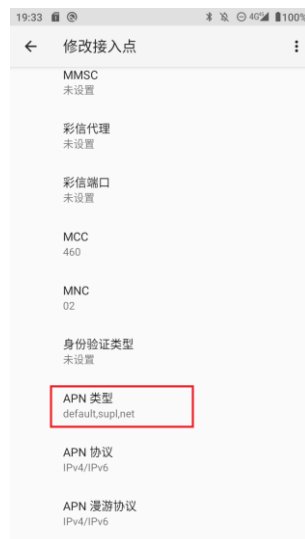 19:33 4G 100%
修改接入点
MMSC
未设置
彩信代理
未设置
彩信端口
未设置
MCC
460
MNC
02
身份验证类型
未设置
APN 类型
default,supl,net
APN 协议
IPv4/IPv6
APN 漫游协议
IPv4/IPv6